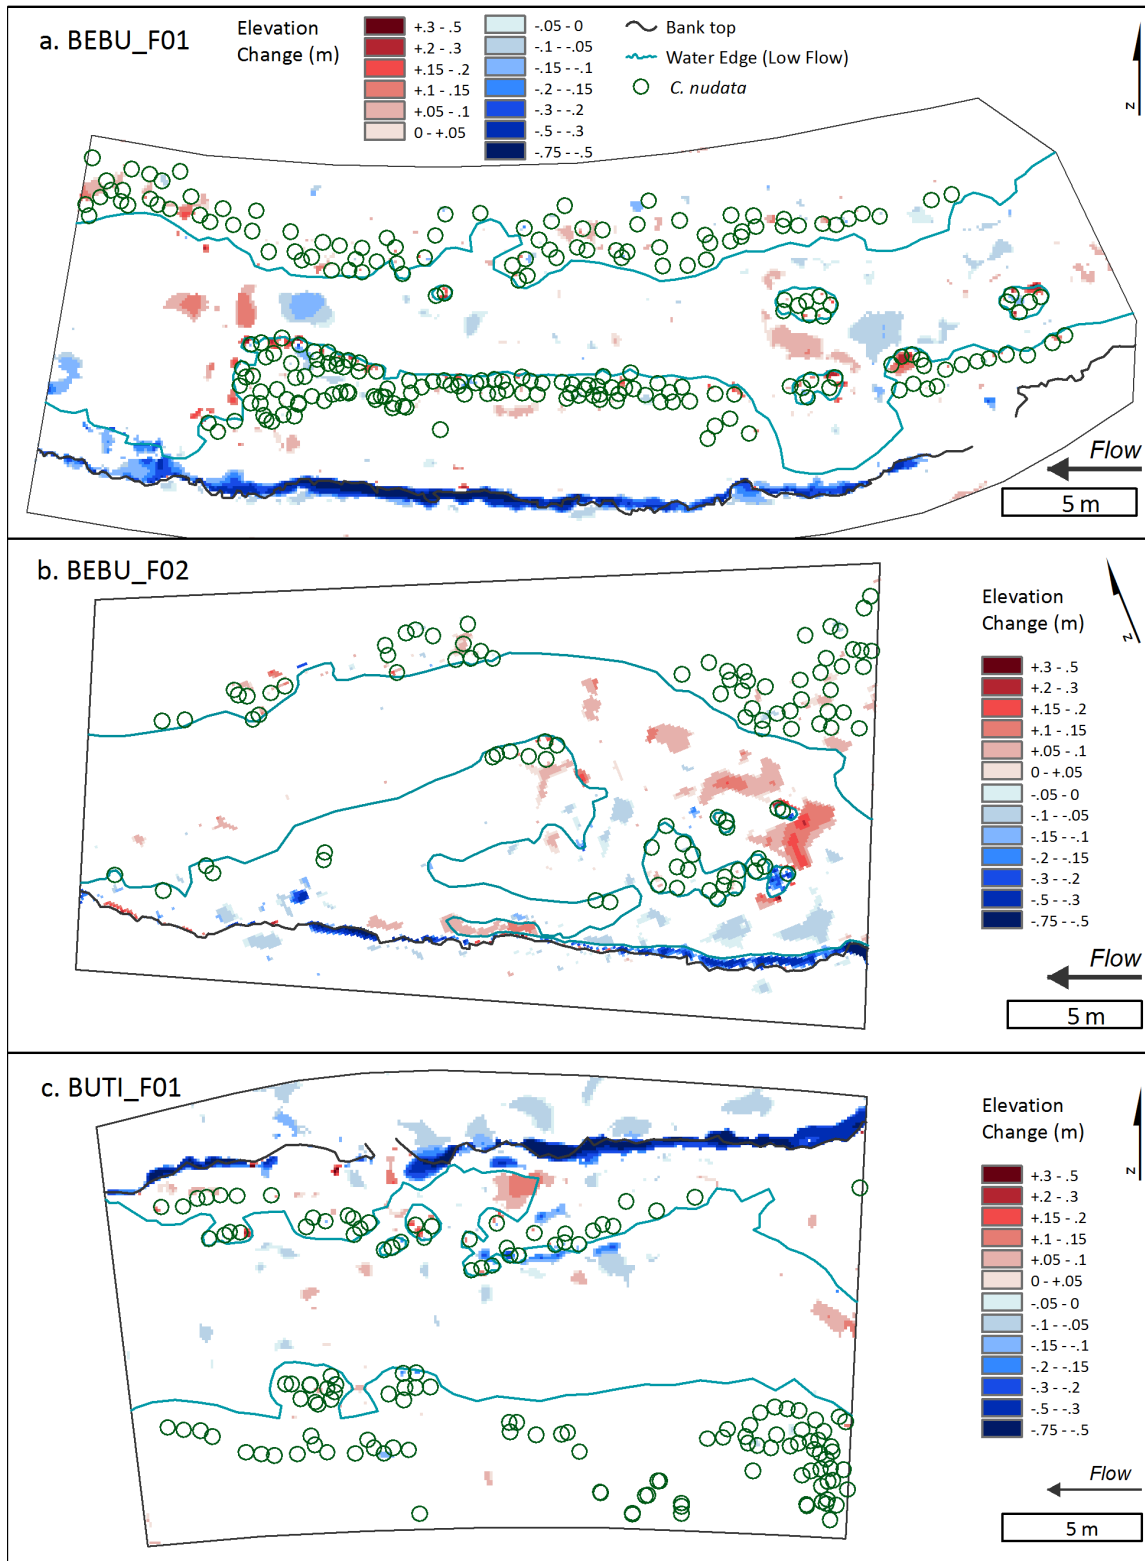 a. BEBU_F01
Elevation
Change (m)
+.3 - .5
+.2 - .3
+.15 - .2
+.1 - .15
+.05 - .1
0 - +.05
-.05 - 0
-.1 - -.05
-.15 - -.1
-.2 - -.15
-.3 - -.2
-.5 - -.3
-.75 - -.5
Bank top
Water Edge (Low Flow)
C. nudata
z
Flow
5 m
b. BEBU_F02
z
Elevation
Change (m)
+.3 - .5
+.2 - .3
+.15 - .2
+.1 - .15
+.05 - .1
0 - +.05
-.05 - 0
-.1 - -.05
-.15 - -.1
-.2 - -.15
-.3 - -.2
-.5 - -.3
-.75 - -.5
Flow
5 m
c. BUTI_F01
Elevation
Change (m)
z
+.3 - .5
+.2 - .3
+.15 - .2
+.1 - .15
+.05 - .1
0 - +.05
-.05 - 0
-.1 - -.05
-.15 - -.1
-.2 - -.15
-.3 - -.2
-.5 - -.3
-.75 - -.5
Flow
5 m